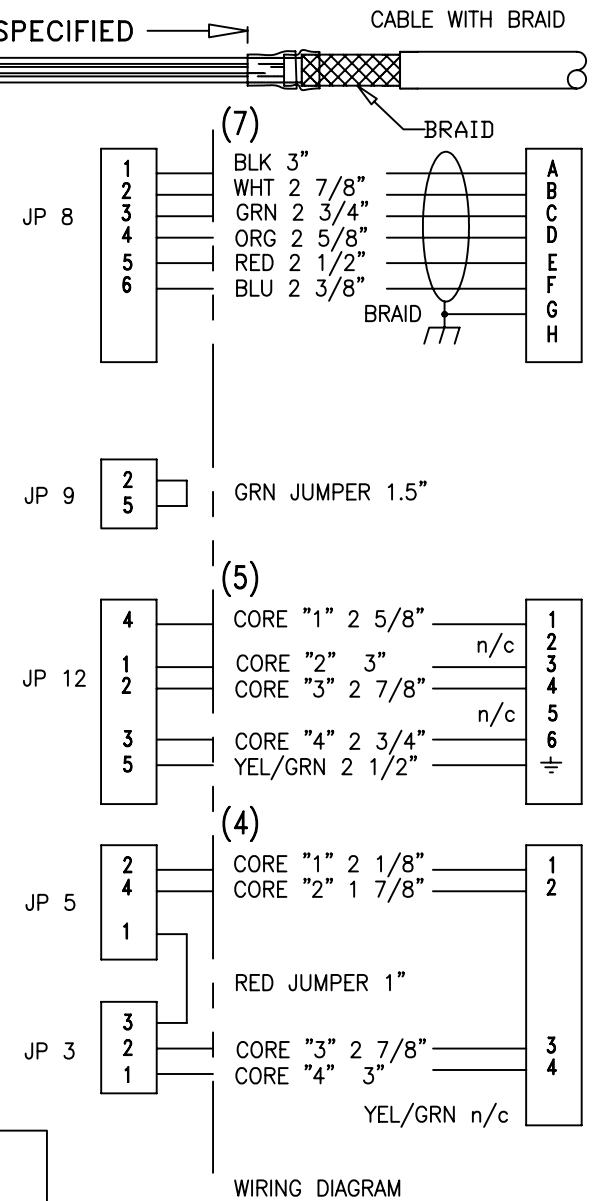 SPECIFIED
CABLE WITH BRAID
BRAID
(7)
JP 8
1 BLK 3" A
2 WHT 2 7/8" B
3 GRN 2 3/4" C
4 ORG 2 5/8" D
5 RED 2 1/2" E
6 BLU 2 3/8" F
BRAID G
H
JP 9
2
5
GRN JUMPER 1.5"
(5)
JP 12
4 CORE "1" 2 5/8" 1
n/c 2
1 CORE "2" 3" 3
2 CORE "3" 2 7/8" 4
n/c 5
3 CORE "4" 2 3/4" 6
5 YEL/GRN 2 1/2"
(4)
JP 5
2 CORE "1" 2 1/8" 1
4 CORE "2" 1 7/8" 2
1
RED JUMPER 1"
JP 3
3
2 CORE "3" 2 7/8" 3
1 CORE "4" 3" 4
YEL/GRN n/c
WIRING DIAGRAM